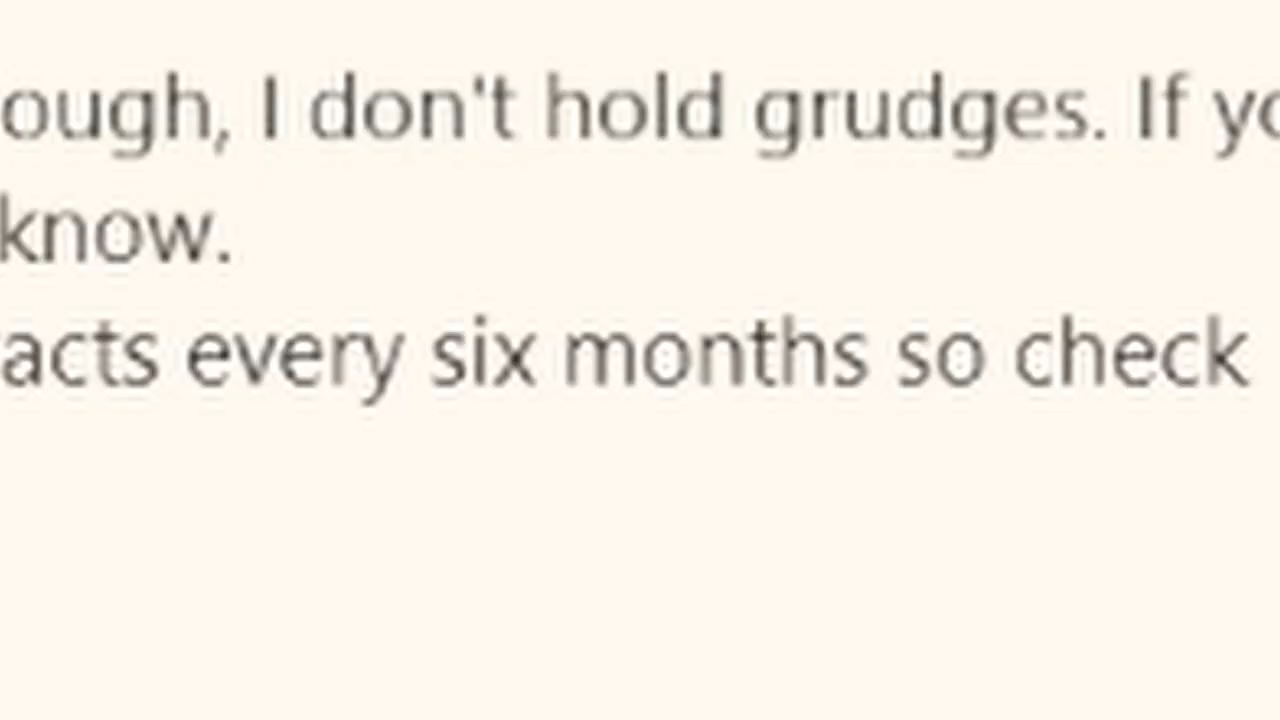 ough, I don't hold grudges. If yo
know.
acts every six months so check